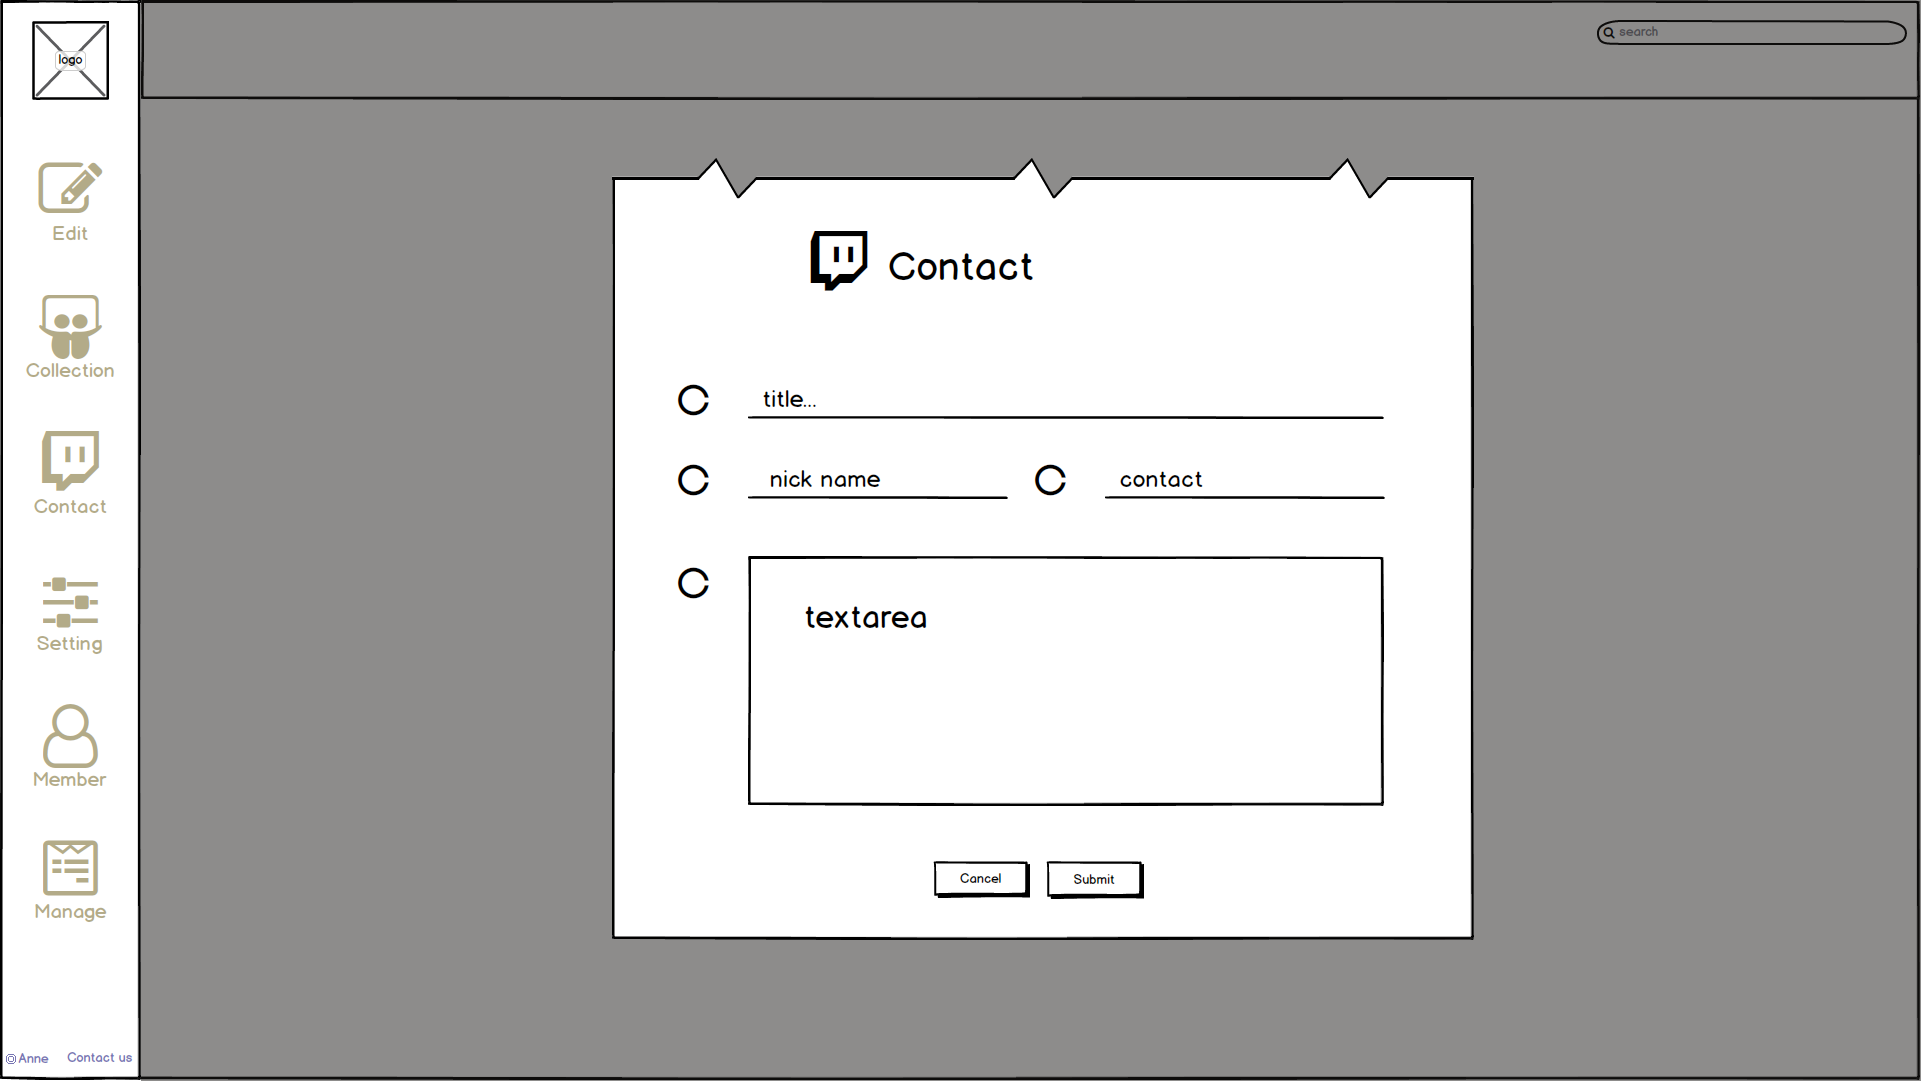 logo
search
Edit
Collection
Contact
Setting
Member
Manage
© Anne Contact us
Contact
title...
nick name contact
textarea
Cancel Submit